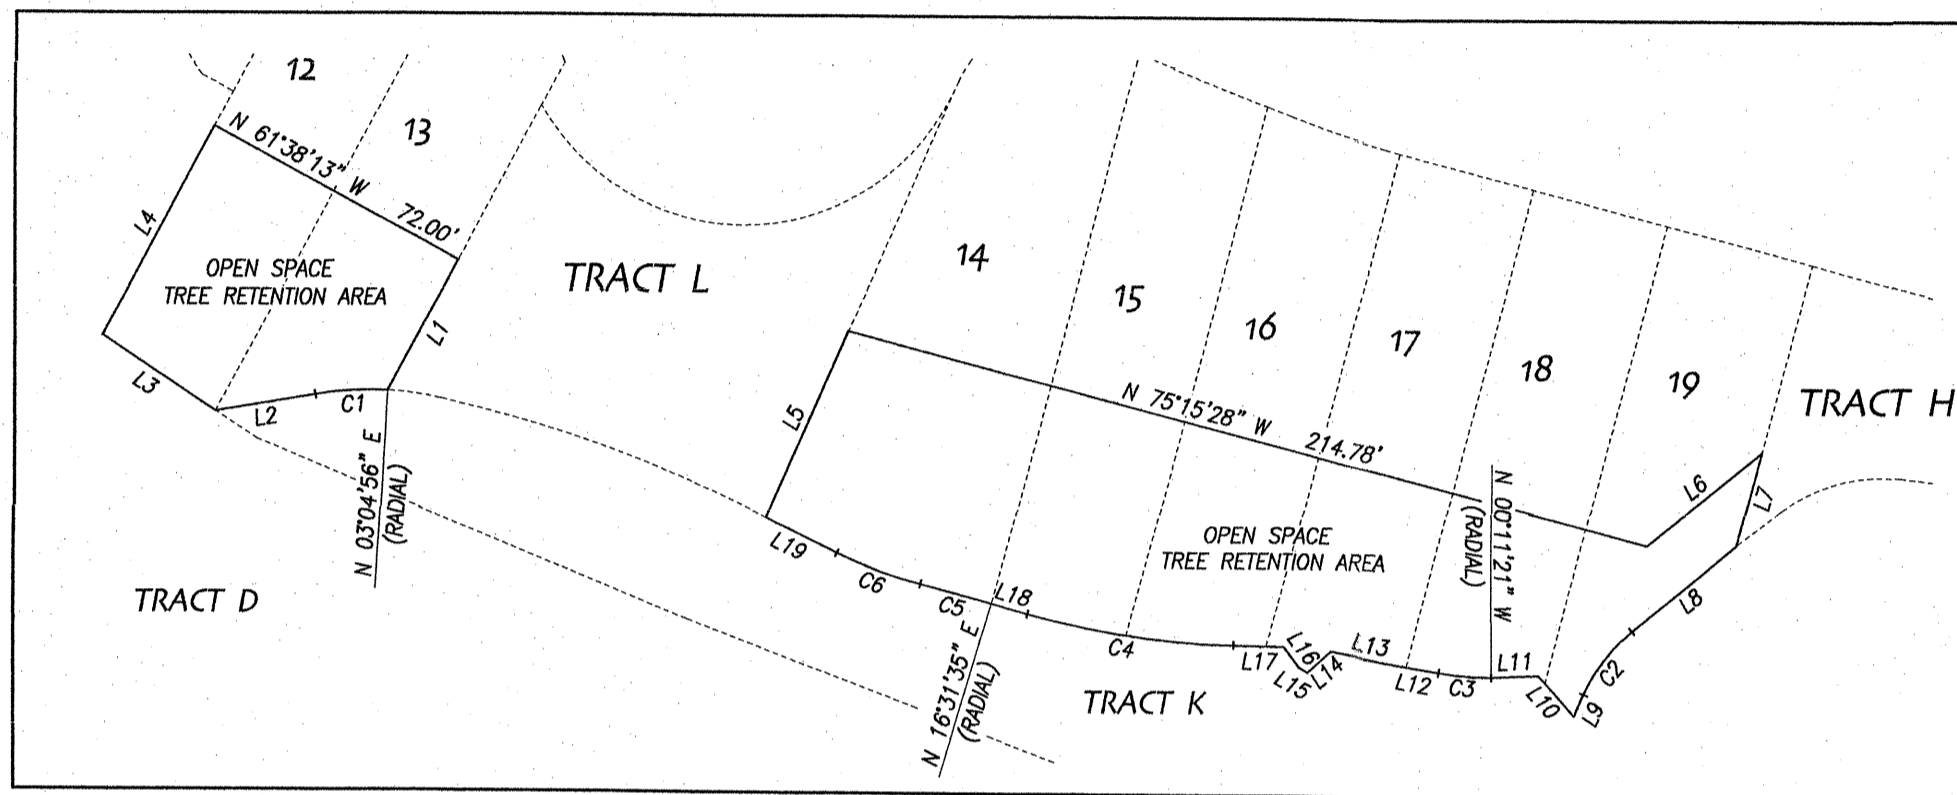 12
13
N 61°38'13" W
72.00'
L4
OPEN SPACE
TREE RETENTION AREA
L1
L3
L2
C1
N 03°04'56" E
(RADIAL)
TRACT D
TRACT L
14
15
16
17
18
19
TRACT H
L5
N 75°15'28" W
214.78'
L6
L7
N 00°11'21" W
(RADIAL)
OPEN SPACE
TREE RETENTION AREA
L8
L19
C6
C5
L18
C4
L17
L16
L15
L14
L13
L12
C3
L11
L10
L9
C2
N 16°31'35" E
(RADIAL)
TRACT K